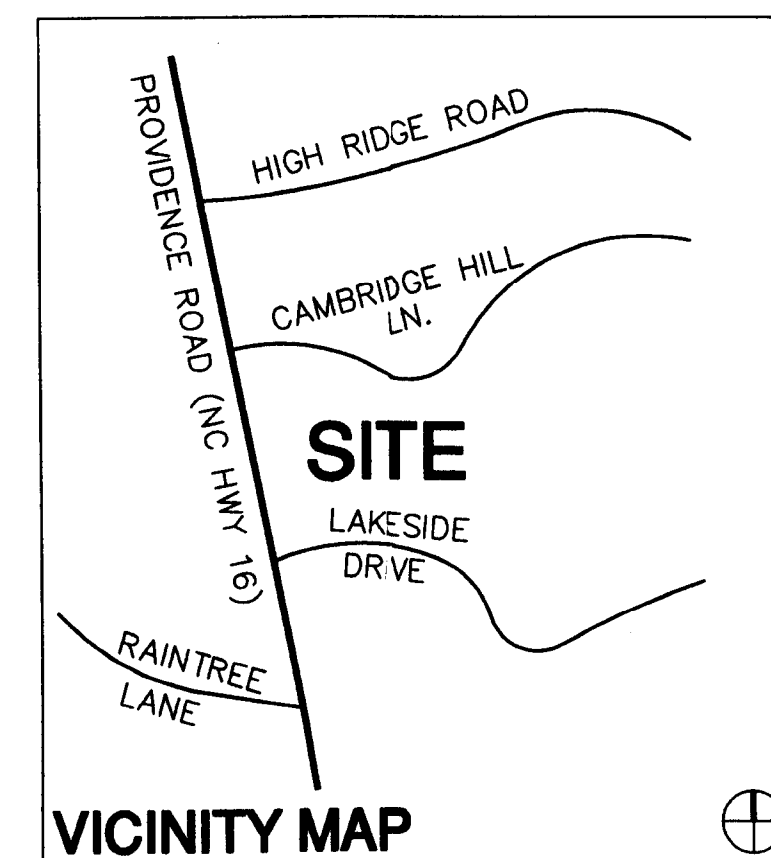 PROVIDENCE ROAD (NC HWY 16)
HIGH RIDGE ROAD
CAMBRIDGE HILL
LN.
SITE
LAKESIDE
DRIVE
RAINTREE
LANE
VICINITY MAP